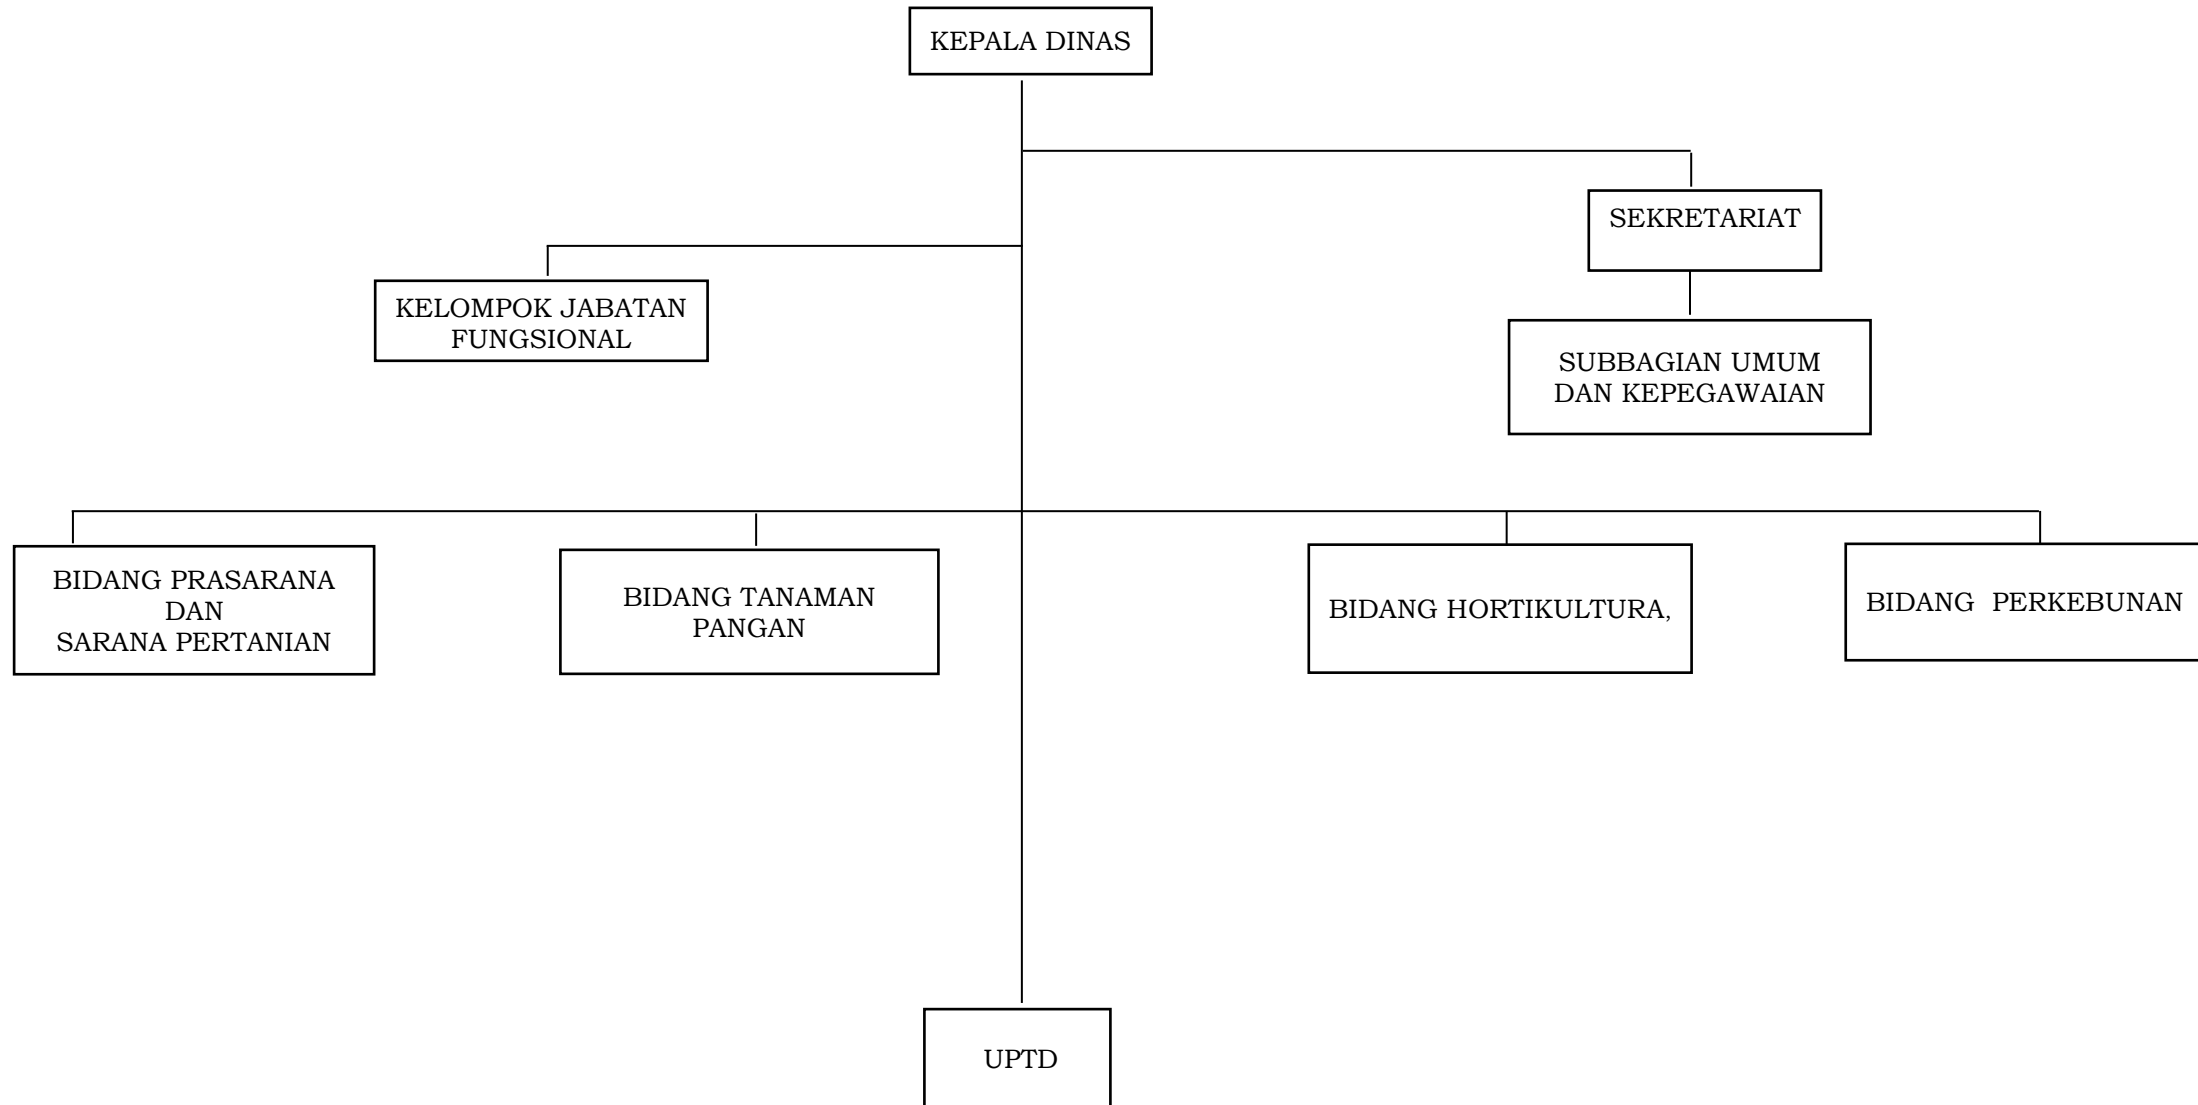 KEPALA DINAS
SEKRETARIAT
KELOMPOK JABATAN
FUNGSIONAL
SUBBAGIAN UMUM
DAN KEPEGAWAIAN
BIDANG PRASARANA
DAN
SARANA PERTANIAN
BIDANG TANAMAN
PANGAN
BIDANG HORTIKULTURA,
BIDANG  PERKEBUNAN
UPTD